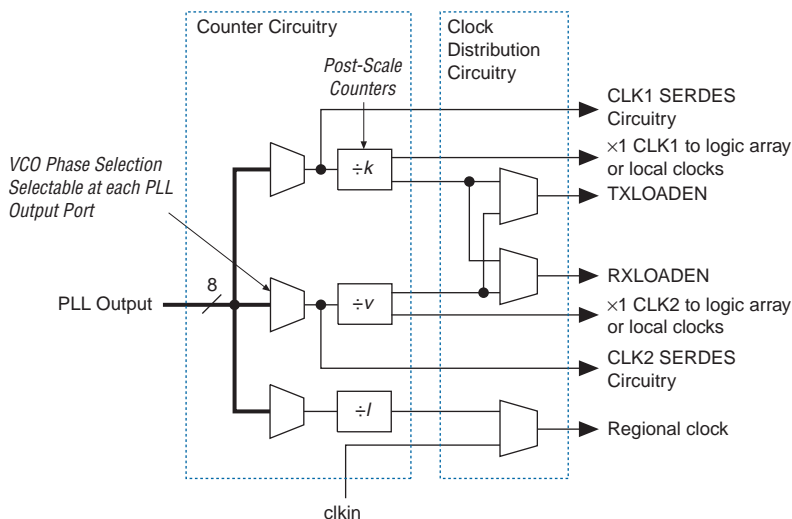 Counter Circuitry
Clock
Distribution
Circuitry
Post-Scale
Counters
CLK1 SERDES
Circuitry
×1 CLK1 to logic array
or local clocks
VCO Phase Selection
Selectable at each PLL
Output Port
÷k
TXLOADEN
8
RXLOADEN
PLL Output
÷v
×1 CLK2 to logic array
or local clocks
CLK2 SERDES
Circuitry
÷l
Regional clock
clkin